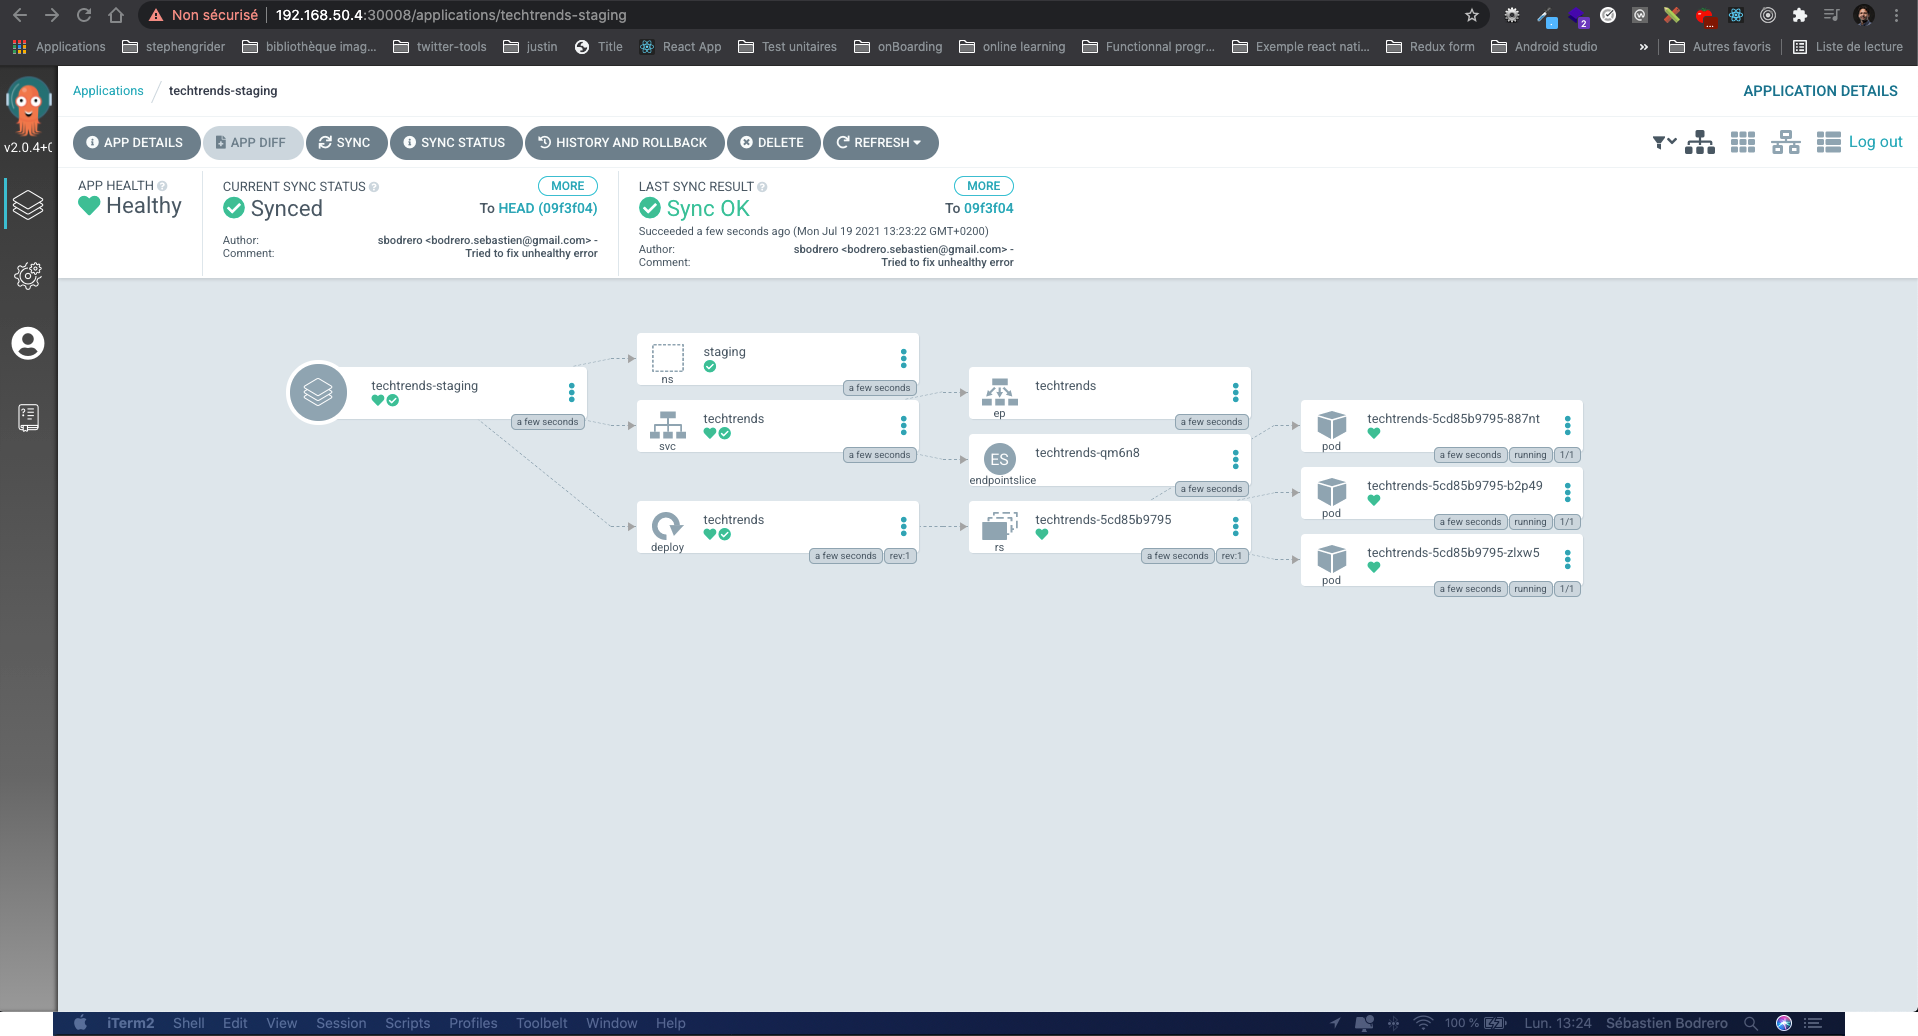 Non sécurisé 192.168.50.4:30008/applications/techtrends-staging
2
Applications stephengrider bibliothèque imag... twitter-tools justin Title React App Test unitaires onBoarding online learning Functionnal progr... Exemple react nati... Redux form Android studio » Autres favoris Liste de lecture
Applications techtrends-staging APPLICATION DETAILS
v2.0.4+0
APP DETAILS APP DIFF SYNC SYNC STATUS HISTORY AND ROLLBACK DELETE REFRESH Log out
APP HEALTH
Healthy
CURRENT SYNC STATUS MORE
Synced To HEAD (09f3f04)
Author: sbodrero <bodrero.sebastien@gmail.com> -
Comment: Tried to fix unhealthy error
LAST SYNC RESULT MORE
Sync OK To 09f3f04
Succeeded a few seconds ago (Mon Jul 19 2021 13:23:22 GMT+0200)
Author: sbodrero <bodrero.sebastien@gmail.com> -
Comment: Tried to fix unhealthy error
techtrends-staging
a few seconds
staging
ns
a few seconds
techtrends
svc
a few seconds
techtrends
deploy
a few seconds rev:1
techtrends
ep
a few seconds
ES techtrends-qm6n8
endpointslice
a few seconds
techtrends-5cd85b9795
rs
a few seconds rev:1
techtrends-5cd85b9795-887nt
pod
a few seconds running 1/1
techtrends-5cd85b9795-b2p49
pod
a few seconds running 1/1
techtrends-5cd85b9795-zlxw5
pod
a few seconds running 1/1
iTerm2 Shell Edit View Session Scripts Profiles Toolbelt Window Help 100 % Lun. 13:24 Sébastien Bodrero